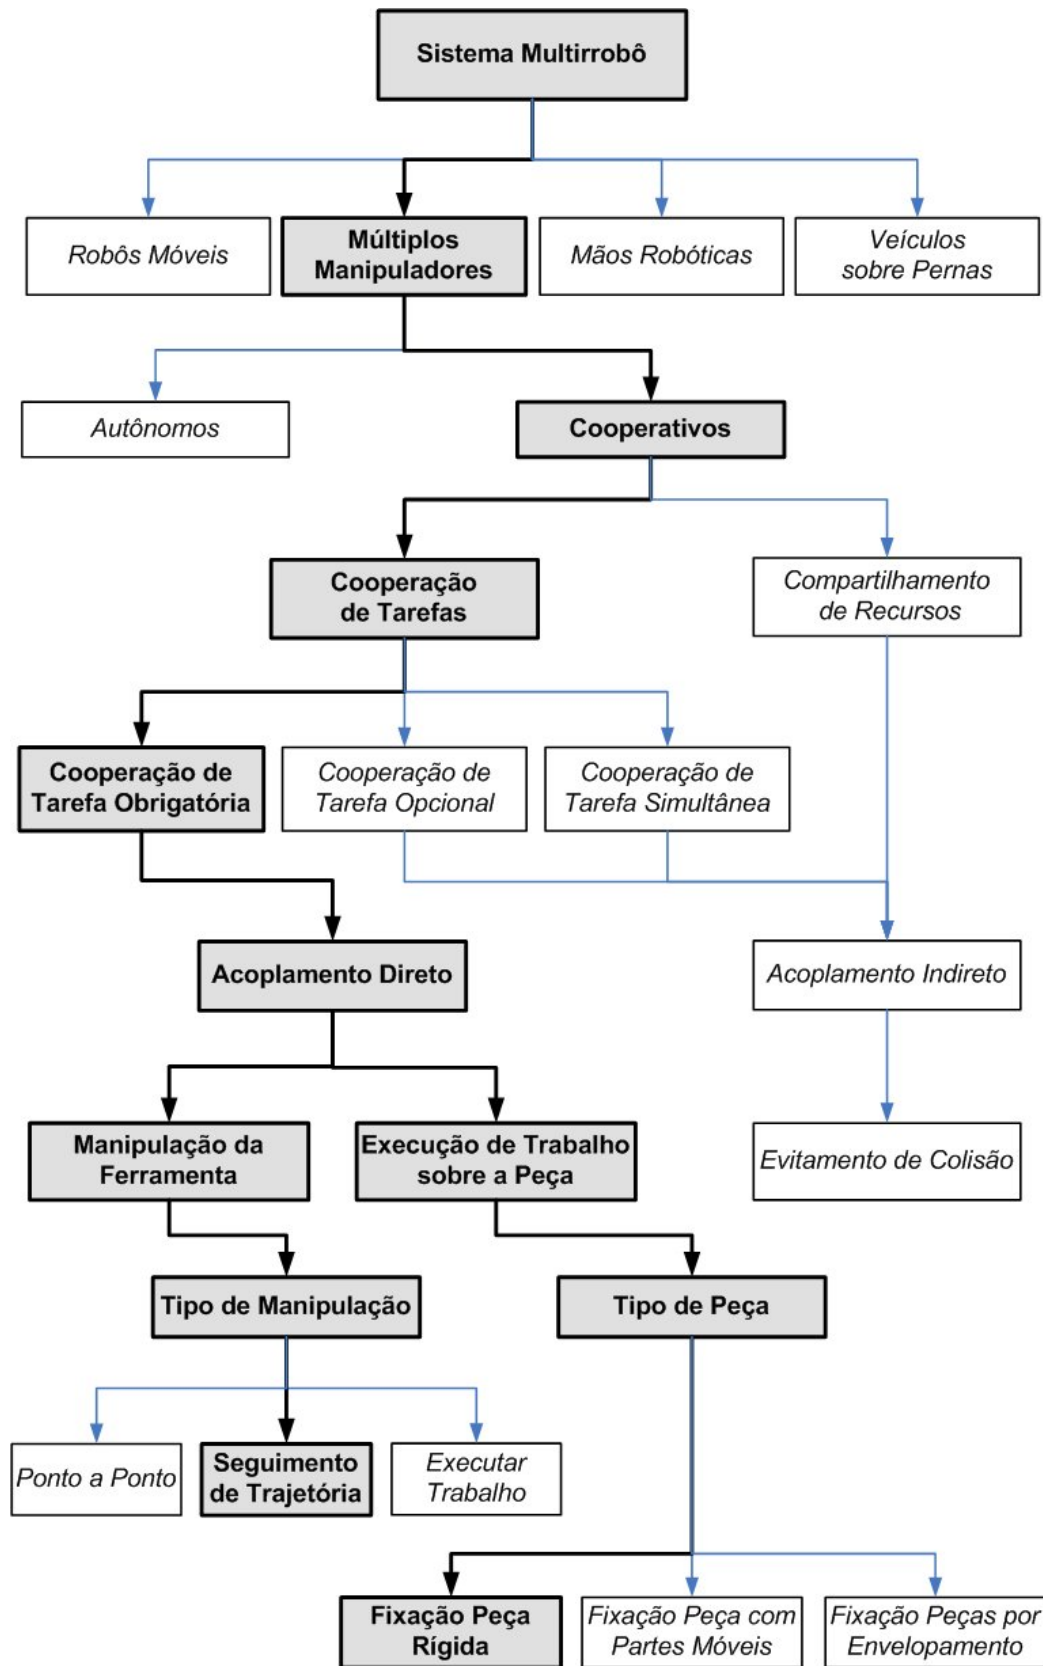 Sistema Multirrobô
Robôs Móveis
Múltiplos
Manipuladores
Mãos Robóticas
Veículos
sobre Pernas
Autônomos
Cooperativos
Cooperação
de Tarefas
Compartilhamento
de Recursos
Cooperação de
Tarefa Obrigatória
Cooperação de
Tarefa Opcional
Cooperação de
Tarefa Simultânea
Acoplamento Direto
Acoplamento Indireto
Manipulação da
Ferramenta
Execução de Trabalho
sobre a Peça
Evitamento de Colisão
Tipo de Manipulação
Tipo de Peça
Ponto a Ponto
Seguimento
de Trajetória
Executar
Trabalho
Fixação Peça
Rígida
Fixação Peça com
Partes Móveis
Fixação Peças por
Envelopamento